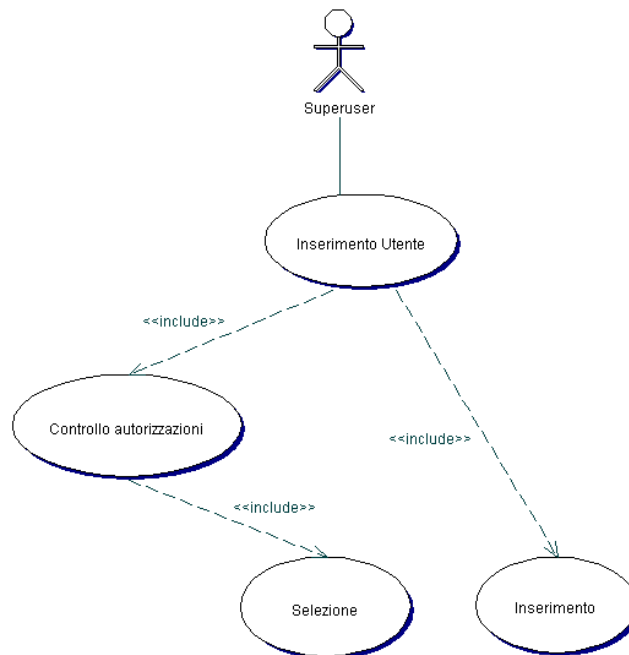 Superuser
Inserimento Utente
<<include>>
Controllo autorizzazioni
<<include>>
<<include>>
Selezione
Inserimento